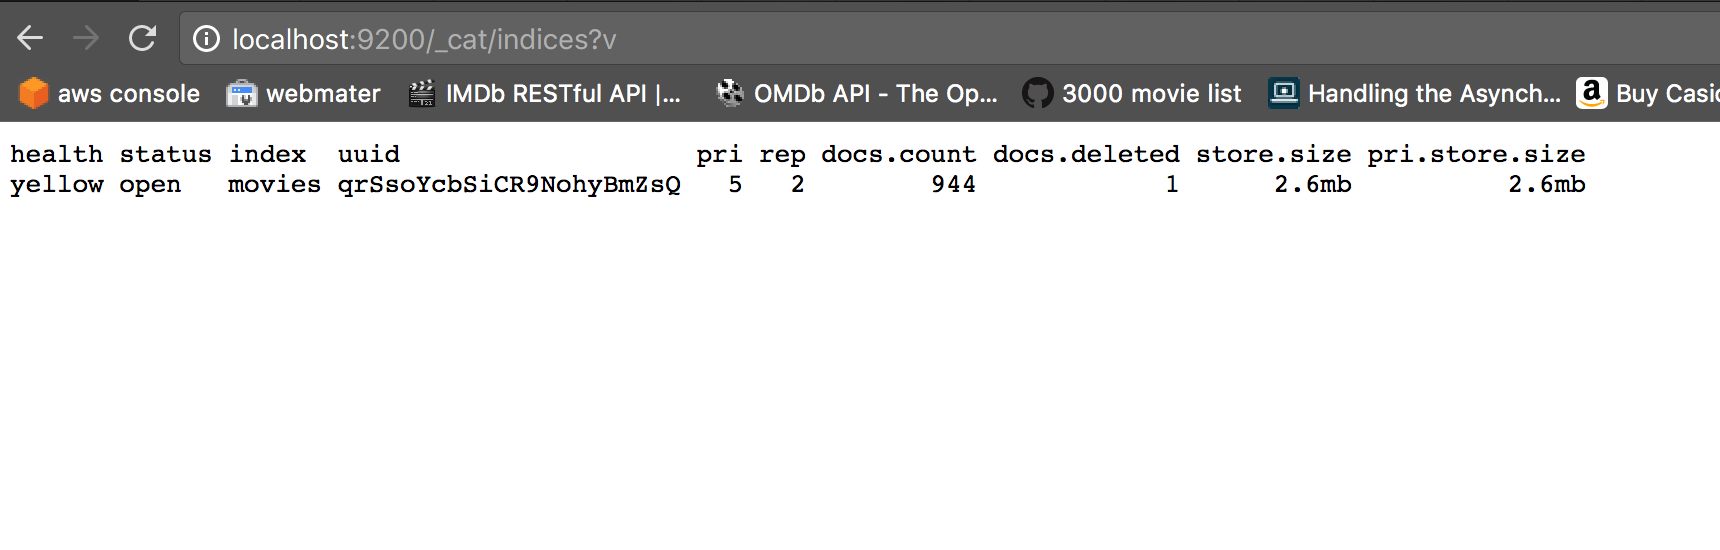 localhost:9200/_cat/indices?v
aws console webmater IMDb RESTful API |... OMDb API - The Op... 3000 movie list Handling the Asynch... Buy Casio
health status index uuid pri rep docs.count docs.deleted store.size pri.store.size
yellow open movies qrSsoYcbSiCR9NohyBmZsQ 5 2 944 1 2.6mb 2.6mb